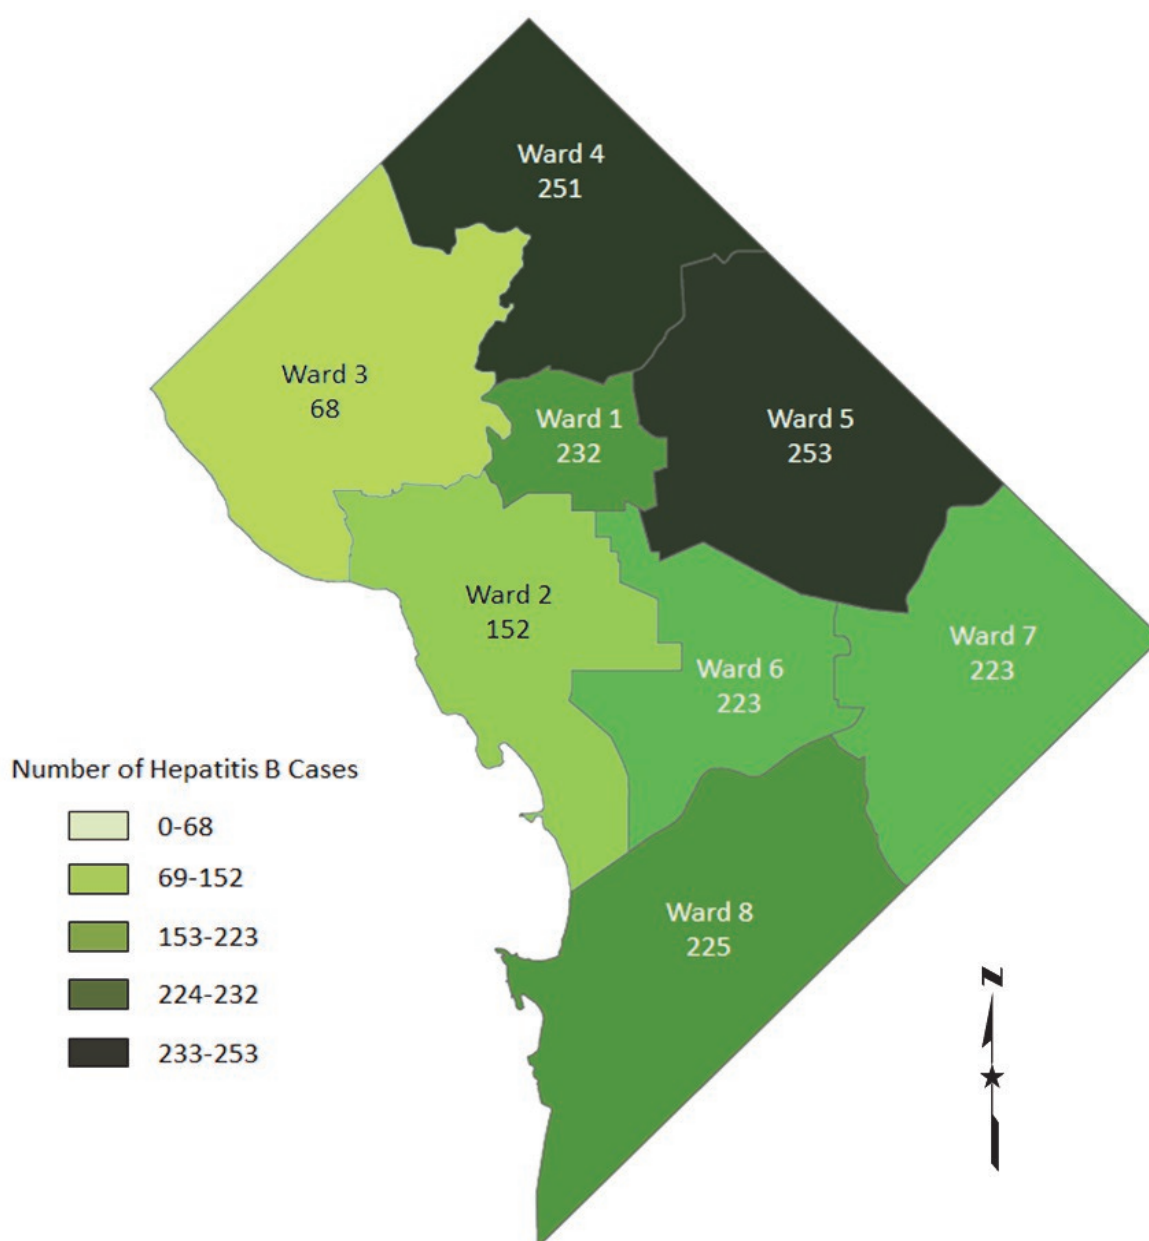 Ward 4
251
Ward 3
68
Ward 1
232
Ward 5
253
Ward 2
152
Ward 7
223
Ward 6
223
Number of Hepatitis B Cases
0-68
69-152
153-223
224-232
233-253
Ward 8
225
N